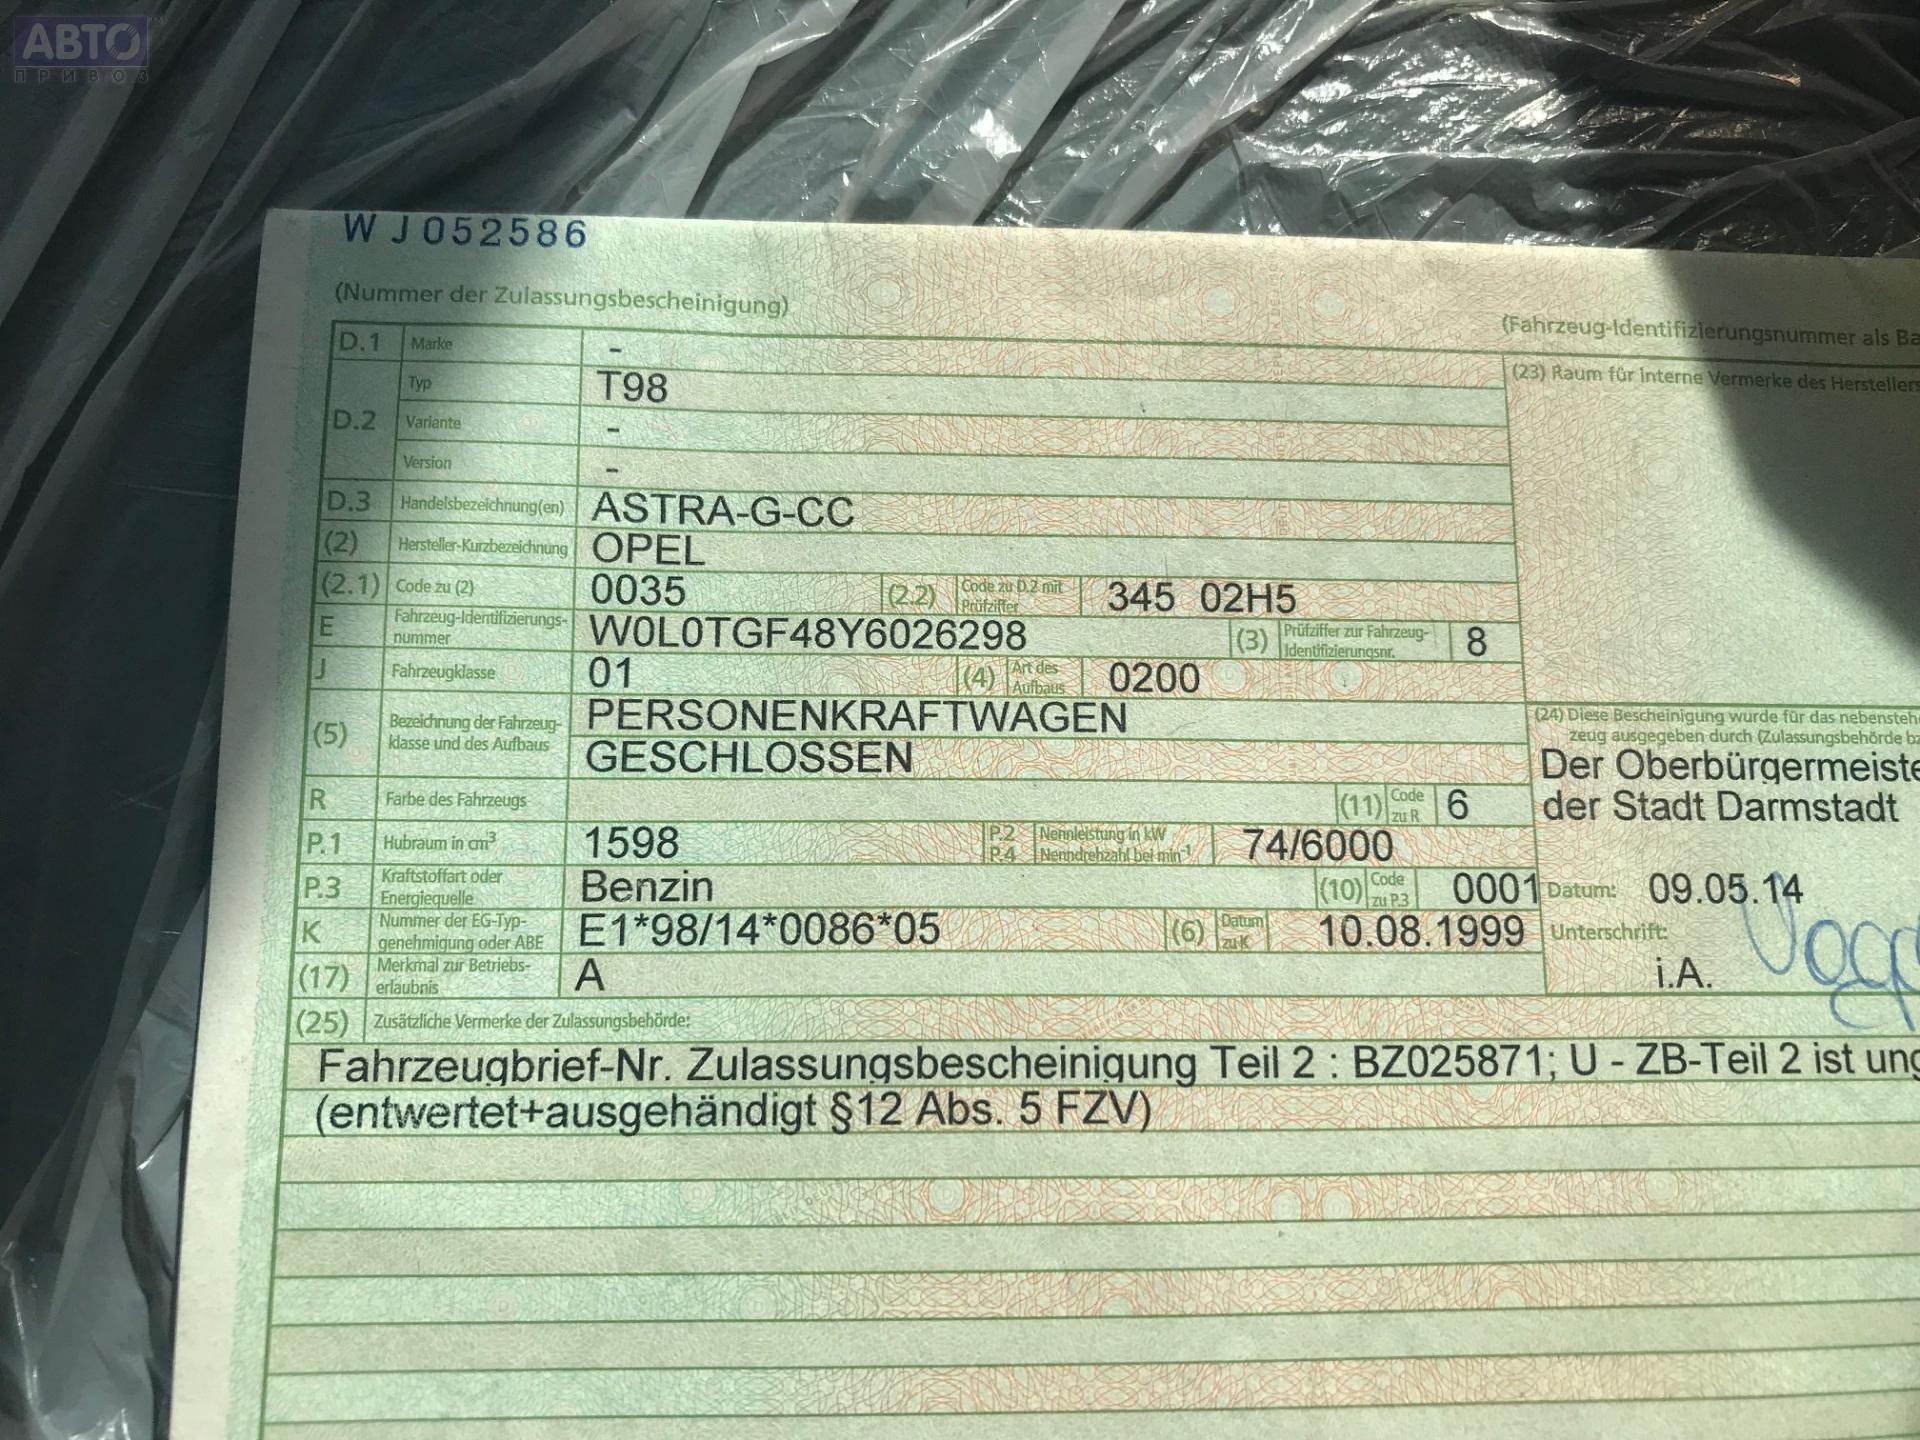 АВТО
ПРИВОЗ
WJ052586
(Nummer der Zulassungsbescheinigung)
(Fahrzeug-Identifizierungsnummer als
D.1 Marke -
(23) Raum für interne Vermerke des Herstellers
D.2 Typ T98
Variante -
Version -
D.3 Handelsbezeichnung(en) ASTRA-G-CC
(2) Hersteller-Kurzbezeichnung OPEL
(2.1) Code zu (2) 0035 (2.2) Code zu D.2 mit Prüfziffer 345 02H5
E Fahrzeug-Identifizierungs-
nummer W0L0TGF48Y6026298 (3) Prüfziffer zur Fahrzeug-
Identifizierungsnr. 8
J Fahrzeugklasse 01 (4) Art des Aufbaus 0200
(5) Bezeichnung der Fahrzeug-
klasse und des Aufbaus PERSONENKRAFTWAGEN
GESCHLOSSEN
(24) Diese Bescheinigung wurde für das
zeug ausgegeben durch (Zulassungsbehörde
Der
der Stadt Darmstadt
R Farbe des Fahrzeugs (11) Code zu R 6
P.1 Hubraum in cm³ 1598 P.2 Nennleistung in kW
P.4 Nenndrehzahl bei min-1 74/6000
P.3 Kraftstoffart oder
Energiequelle Benzin (10) Code zu P.3 0001
Datum: 09.05.14
K Nummer der EG-Typ-
genehmigung oder ABE E1*98/14*0086*05 (6) Datum zu K 10.08.1999
Unterschrift:
i.A.
(17) Merkmal zur Betriebs-
erlaubnis A
(25) Zusätzliche Vermerke der Zulassungsbehörde:
Fahrzeugbrief-Nr. Zulassungsbescheinigung Teil 2 : BZ025871; U - ZB-Teil 2 ist
(entwertet+ausgehändigt §12 Abs. 5 FZV)